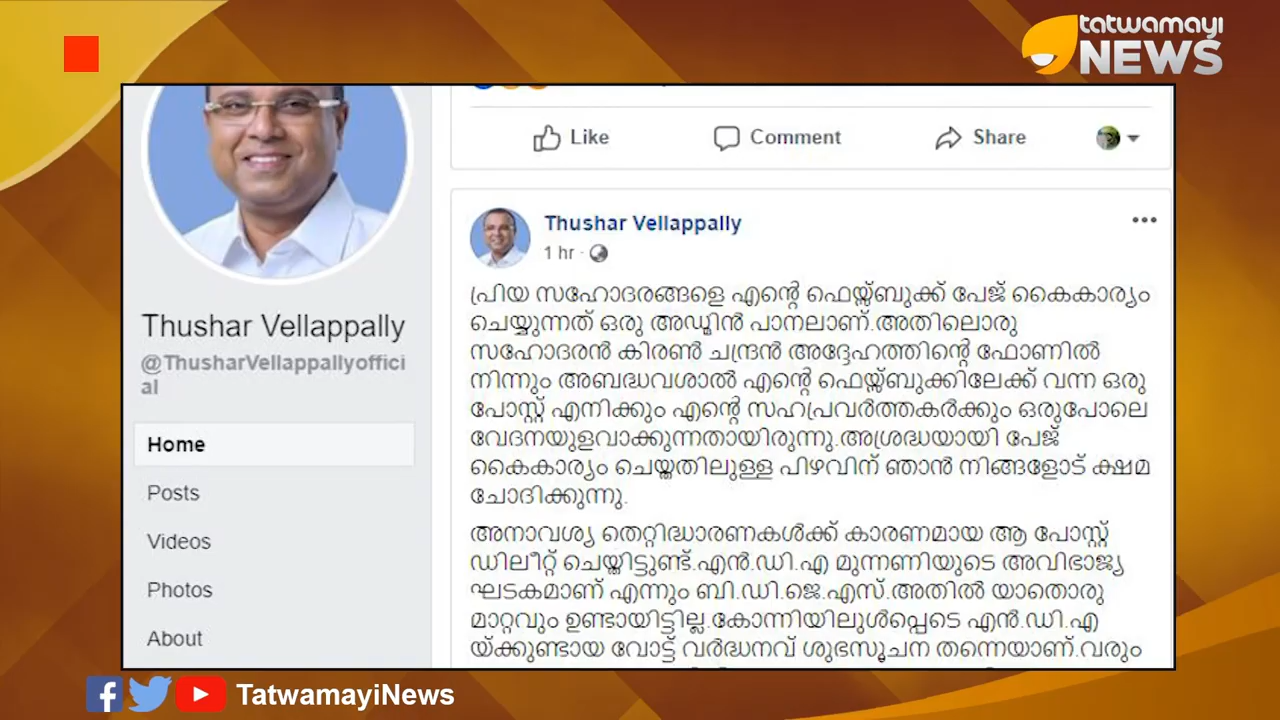 tatwamayi
NEWS
Like
Comment
Share
Thushar Vellappally
1 hr ·
പ്രിയ സഹോദരങ്ങളെ എന്റെ ഫെയ്സ്ബുക്ക് പേജ് കൈകാര്യം
ചെയ്യുന്നത് ഒരു അഡ്മിൻ പാനലാണ്.അതിലൊരു
സഹോദരൻ കിരൺ ചന്ദ്രൻ അദ്ദേഹത്തിന്റെ ഫോണിൽ
നിന്നും അബദ്ധവശാൽ എന്റെ ഫെയ്സ്ബുക്കിലേക്ക് വന്ന ഒരു
പോസ്റ്റ് എനിക്കും എന്റെ സഹപ്രവർത്തകർക്കും ഒരുപോലെ
വേദനയുളവാക്കുന്നതായിരുന്നു.അശ്രദ്ധയായി പേജ്
കൈകാര്യം ചെയ്തതിലുള്ള പിഴവിന് ഞാൻ നിങ്ങളോട് ക്ഷമ
ചോദിക്കുന്നു.
അനാവശ്യ തെറ്റിദ്ധാരണകൾക്ക് കാരണമായ ആ പോസ്റ്റ്
ഡിലീറ്റ് ചെയ്തിട്ടുണ്ട്.എൻ.ഡി.എ മുന്നണിയുടെ അവിഭാജ്യ
ഘടകമാണ് എന്നും ബി.ഡി.ജെ.എസ്.അതിൽ യാതൊരു
മാറ്റവും ഉണ്ടായിട്ടില്ല.കോന്നിയിലുൾപ്പെടെ എൻ.ഡി.എ
യ്ക്കുണ്ടായ വോട്ട് വർദ്ധനവ് ശുഭസൂചന തന്നെയാണ്.വരും
Thushar Vellappally
@ThusharVellappallyoffici
al
Home
Posts
Videos
Photos
About
TatwamayiNews